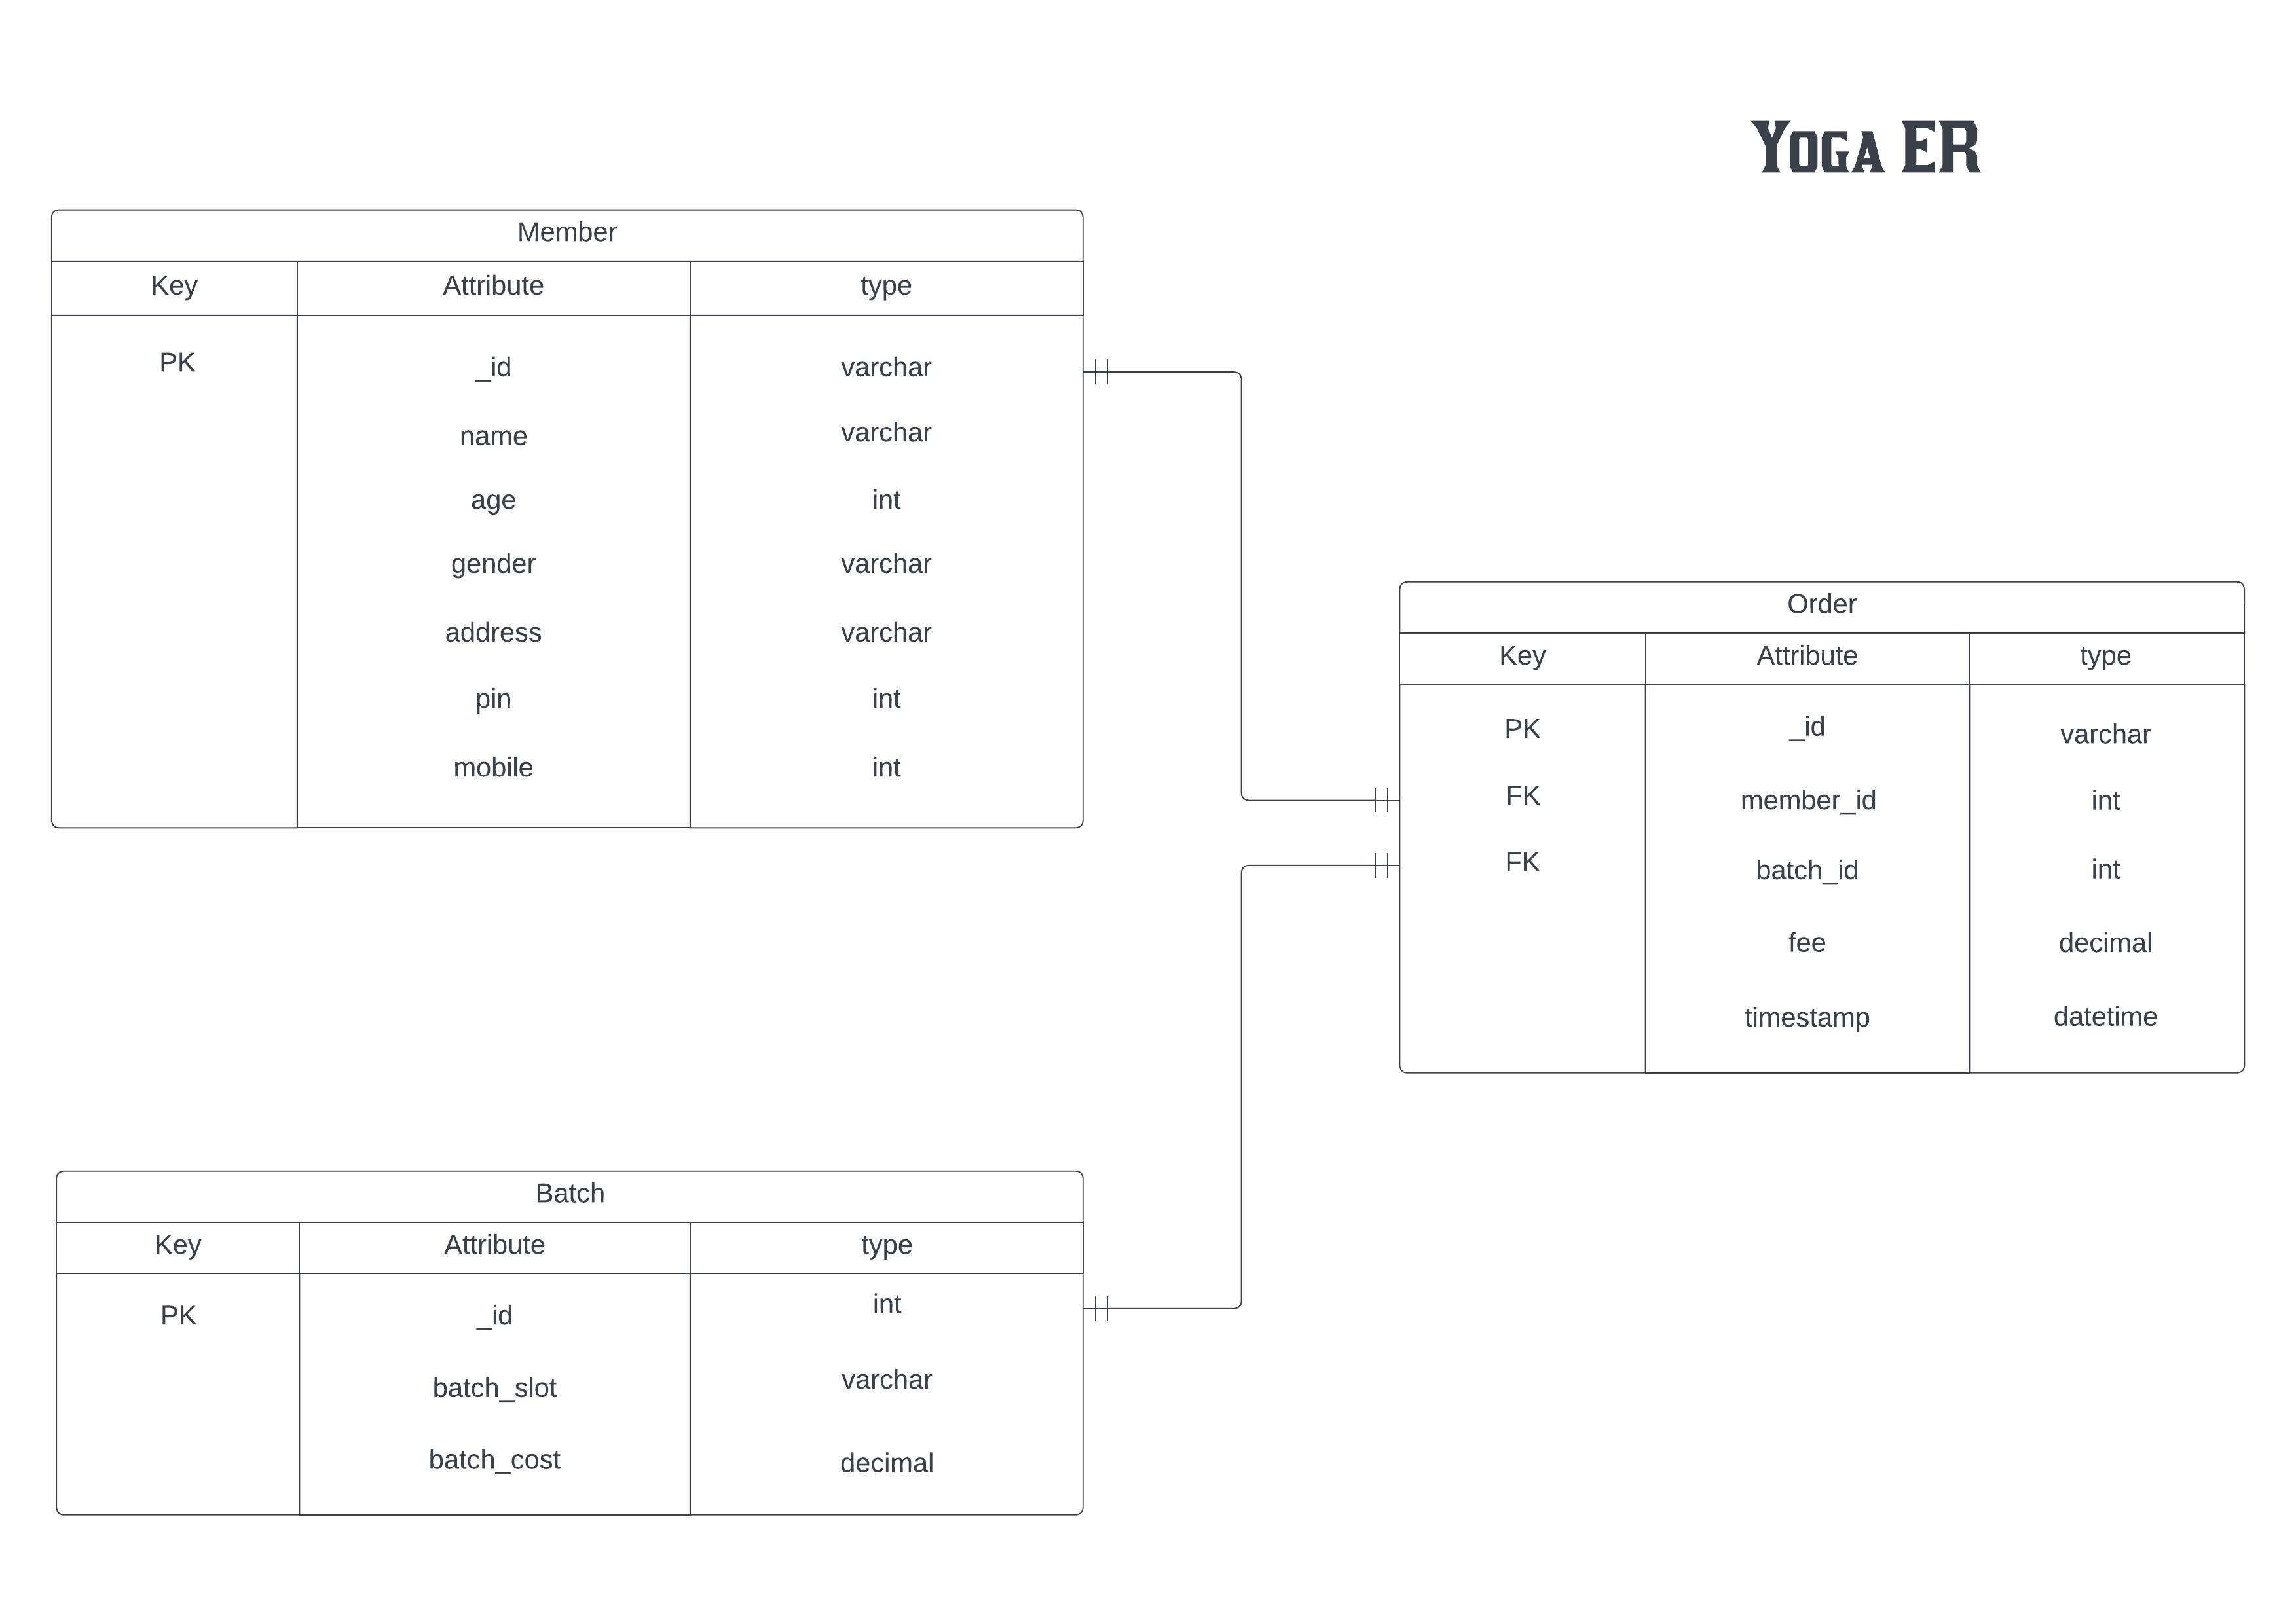 Yoga ER
Member
Key Attribute type
PK _id varchar
name varchar
age int
gender varchar
address varchar
pin int
mobile int
Order
Key Attribute type
PK _id varchar
FK member_id int
FK batch_id int
fee decimal
timestamp datetime
Batch
Key Attribute type
PK _id int
batch_slot varchar
batch_cost decimal